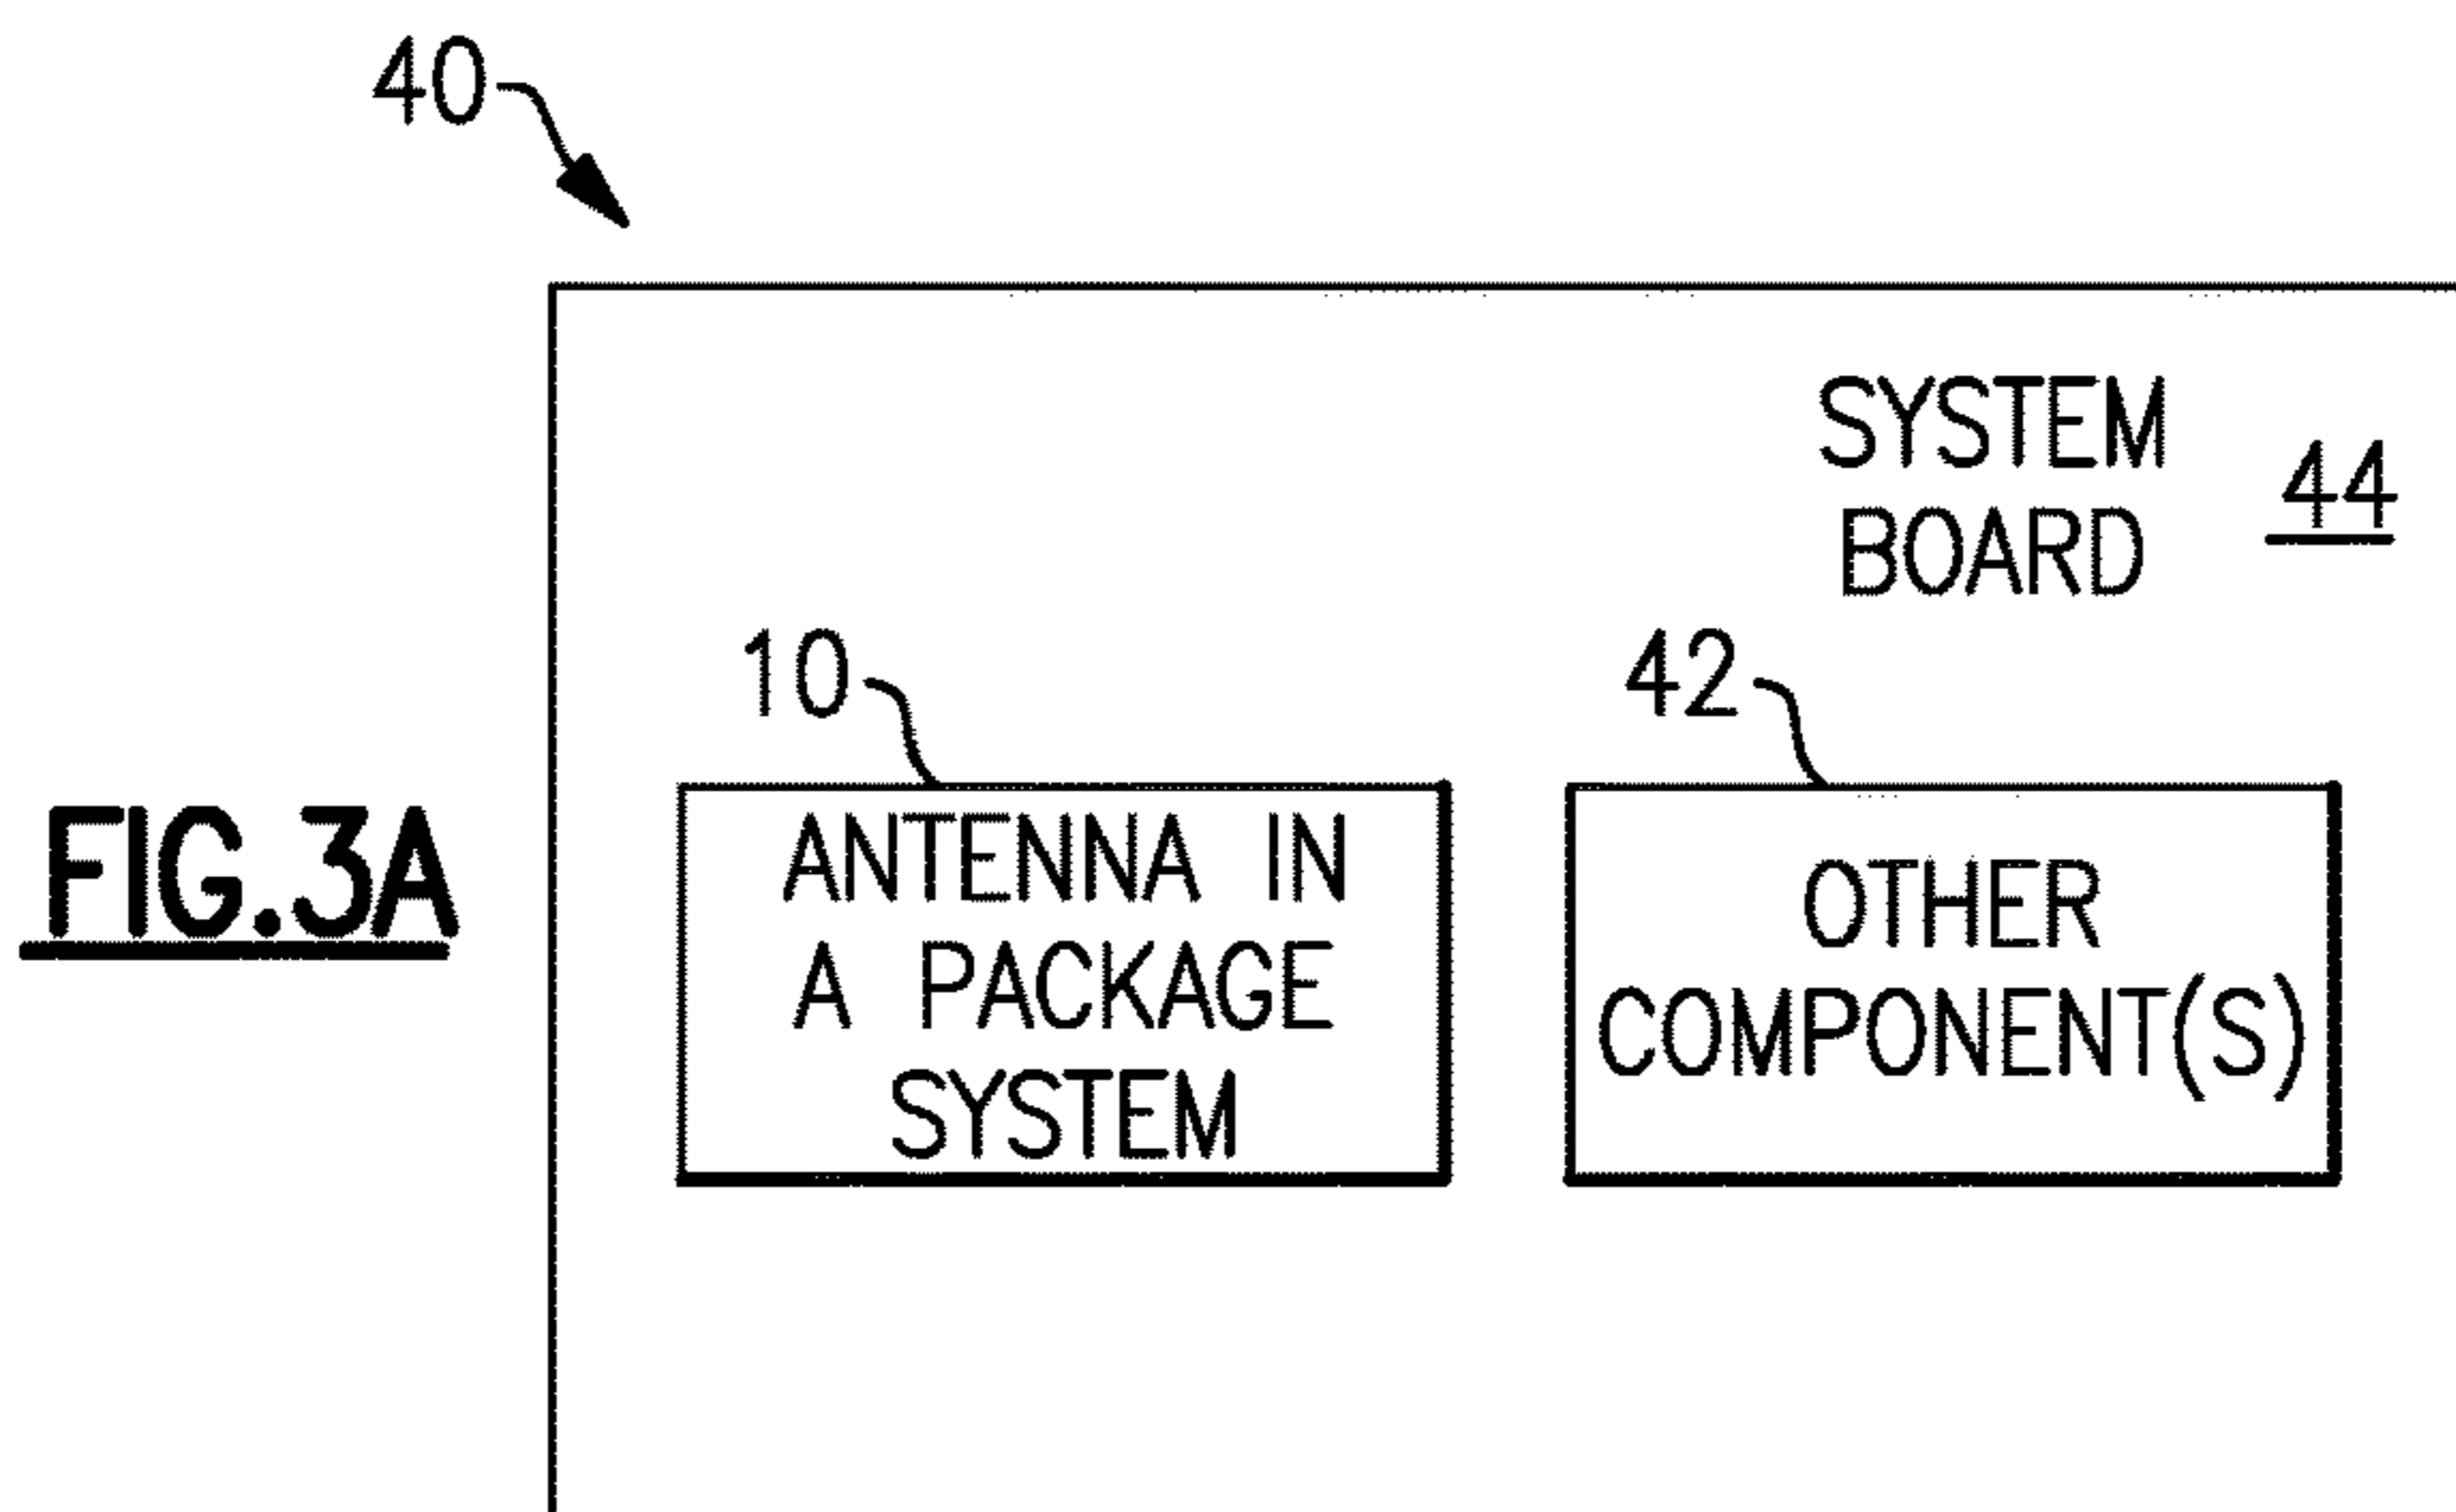 40
SYSTEM
BOARD
44
10
42
ANTENNA IN
A PACKAGE
SYSTEM
OTHER
COMPONENT(S)
FIG.3A